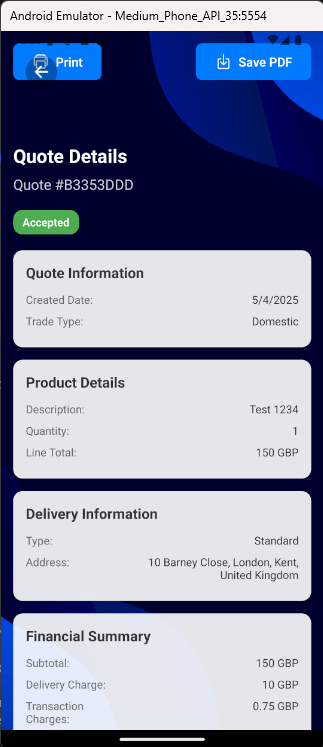 Android Emulator - Medium_Phone_API_35:5554
Print
Save PDF
Quote Details
Quote #B3353DDD
Accepted
Quote Information
Created Date: 5/4/2025
Trade Type: Domestic
Product Details
Description: Test 1234
Quantity: 1
Line Total: 150 GBP
Delivery Information
Type: Standard
Address: 10 Barney Close, London, Kent,
United Kingdom
Financial Summary
Subtotal: 150 GBP
Delivery Charge: 10 GBP
Transaction
Charges: 0.75 GBP